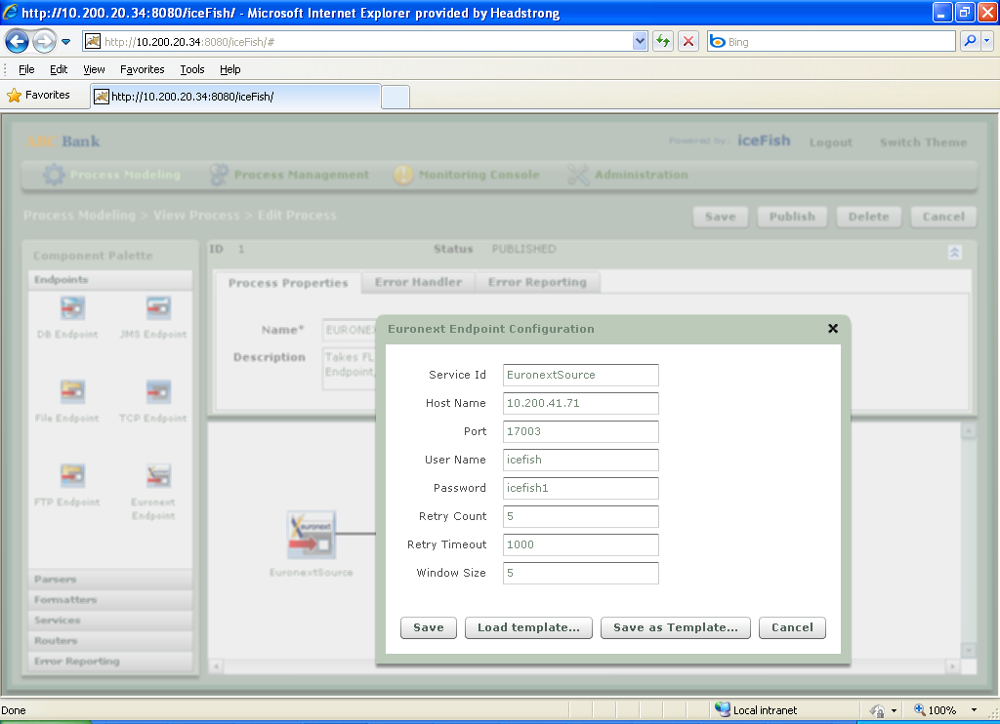 http://10.200.20.34:8080/iceFish/ - Microsoft Internet Explorer provided by Headstrong
http://10.200.20.34:8080/iceFish/#
Bing
File Edit View Favorites Tools Help
Favorites http://10.200.20.34:8080/iceFish/
ABC Bank Powered by: iceFish Logout Switch Theme
Process Modeling Process Management Monitoring Console Administration
Process Modeling > View Process > Edit Process Save Publish Delete Cancel
Component Palette
ID 1 Status PUBLISHED
Endpoints
Process Properties Error Handler Error Reporting
DB Endpoint JMS Endpoint
Name* EURONEX
Description Takes FL
Endpoint,
File Endpoint TCP Endpoint
FTP Endpoint Euronext
Endpoint
euronext
EuronextSource
Parsers
Formatters
Services
Routers
Error Reporting
Euronext Endpoint Configuration
Service Id EuronextSource
Host Name 10.200.41.71
Port 17003
User Name icefish
Password icefish1
Retry Count 5
Retry Timeout 1000
Window Size 5
Save Load template... Save as Template... Cancel
Done Local intranet 100%